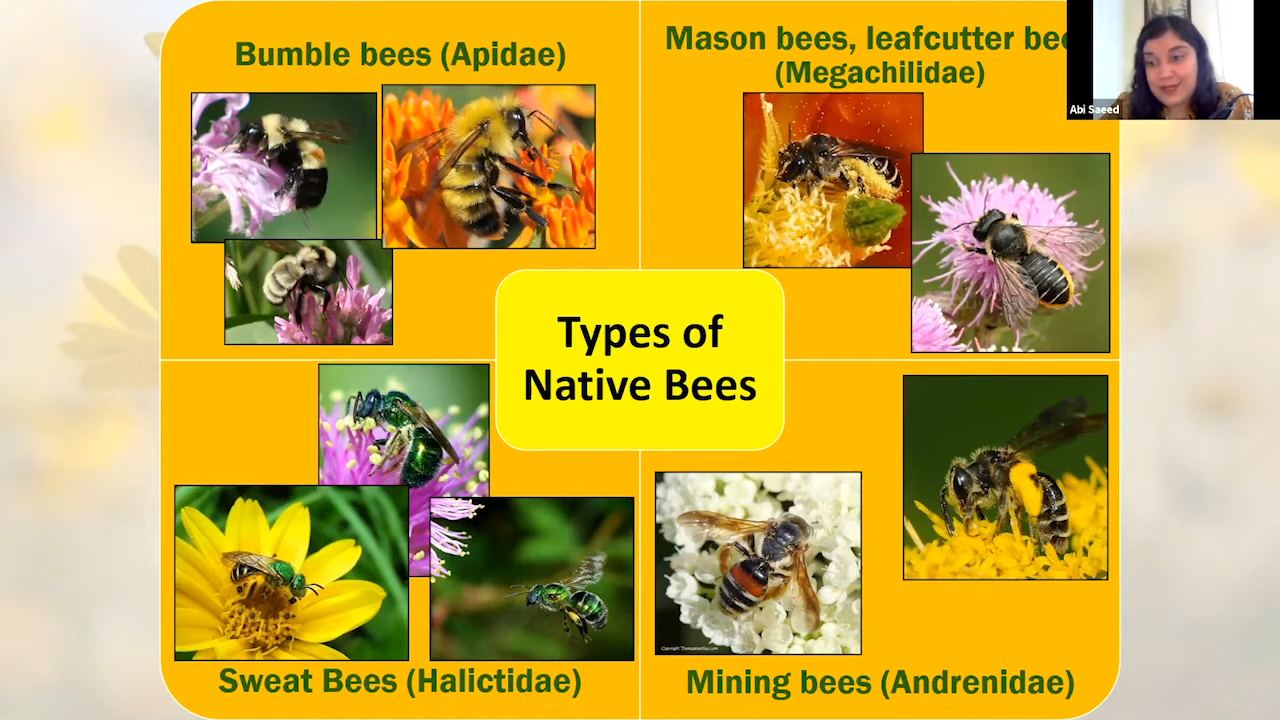 Bumble bees (Apidae)
Mason bees, leafcutter
(Megachilidae)
Abi Saeed
Types of
Native Bees
Sweat Bees (Halictidae)
Mining bees (Andrenidae)